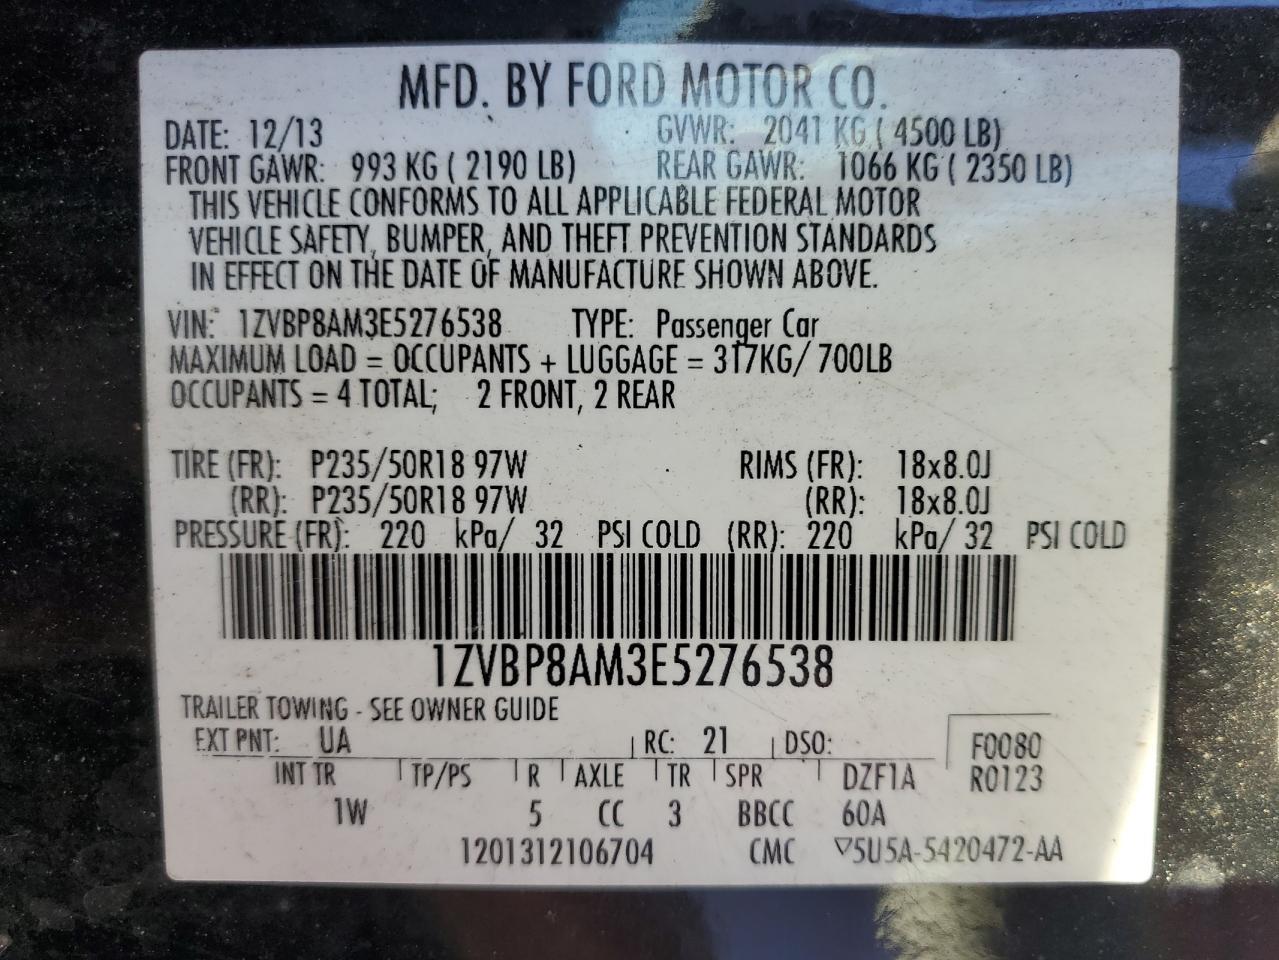 MFD. BY FORD MOTOR CO.
DATE: 12/13 GVWR: 2041 KG ( 4500 LB)
FRONT GAWR: 993 KG ( 2190 LB) REAR GAWR: 1066 KG ( 2350 LB)
THIS VEHICLE CONFORMS TO ALL APPLICABLE FEDERAL MOTOR
VEHICLE SAFETY, BUMPER, AND THEFT PREVENTION STANDARDS
IN EFFECT ON THE DATE OF MANUFACTURE SHOWN ABOVE.
VIN: 1ZVBP8AM3E5276538 TYPE: Passenger Car
MAXIMUM LOAD = OCCUPANTS + LUGGAGE = 317KG/ 700LB
OCCUPANTS = 4 TOTAL; 2 FRONT, 2 REAR
TIRE (FR): P235/50R18 97W RIMS (FR): 18x8.0J
(RR): P235/50R18 97W (RR): 18x8.0J
PRESSURE (FR): 220 kPa/ 32 PSI COLD (RR): 220 kPa/ 32 PSI COLD
1ZVBP8AM3E5276538
TRAILER TOWING - SEE OWNER GUIDE
EXT PNT: UA RC: 21 DSO: F0080
INT TR TP/PS R AXLE TR SPR DZF1A R0123
1W 5 CC 3 BBCC 60A
1201312106704 CMC ▽5U5A-5420472-AA